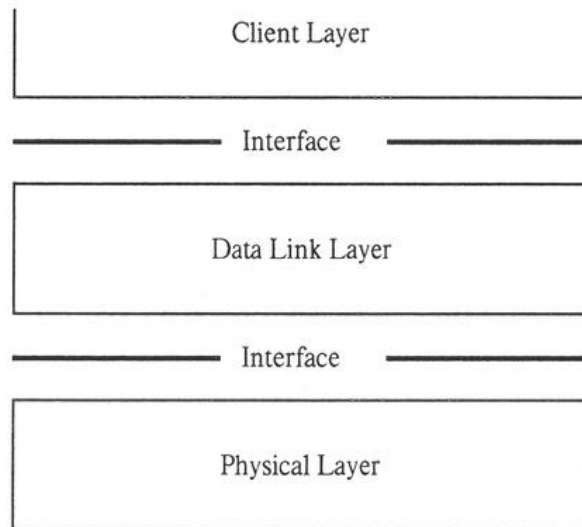 Client Layer
Interface
Data Link Layer
Interface
Physical Layer